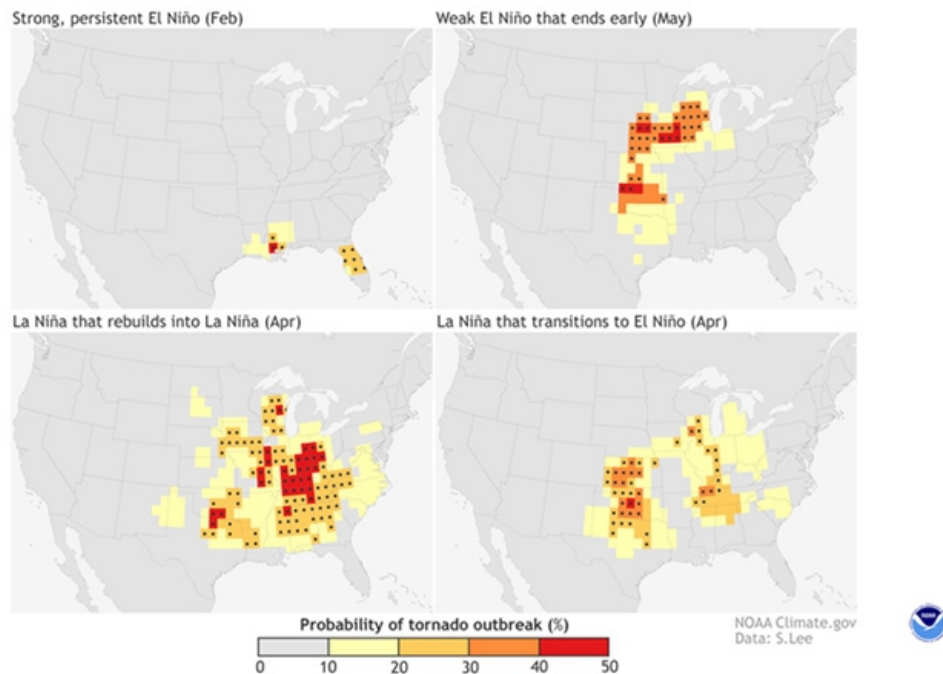 Strong, persistent El Niño (Feb)
Weak El Niño that ends early (May)
La Niña that rebuilds into La Niña (Apr)
La Niña that transitions to El Niño (Apr)
Probability of tornado outbreak (%)
0 10 20 30 40 50
NOAA Climate.gov
Data: S.Lee
NOAA